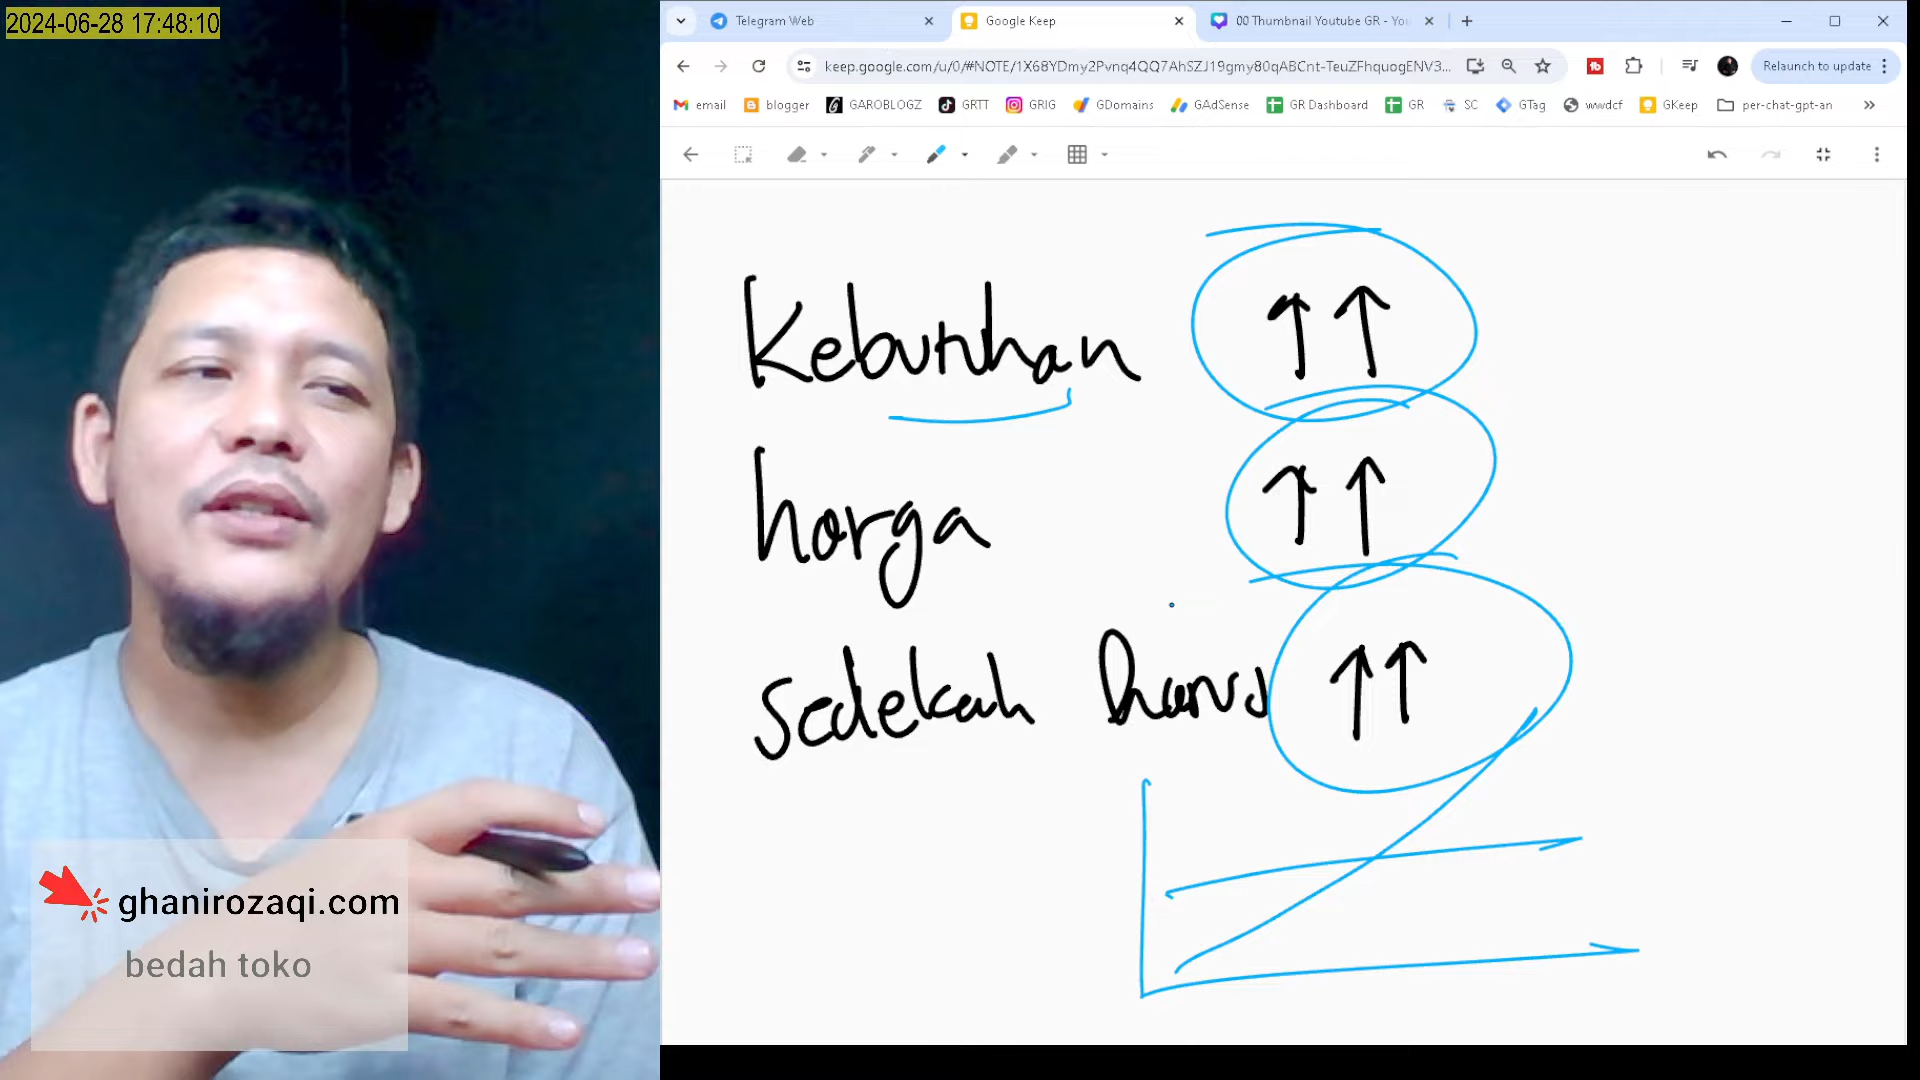 2024-06-28 17:48:10
Telegram Web
Google Keep
00 Thumbnail Youtube GR - You
keep.google.com/u/0/#NOTE/1X68YDmy2Pvnq4QQ7AhSZJ19gmy80qABCnt-TeuZFhquogENV3...
Relaunch to update
email
blogger
GAROBLOGZ
GRTT
GRIG
GDomains
GAdSense
GR Dashboard
GR
SC
GTag
wwdcf
GKeep
per-chat-gpt-an
Kebutuhan ↑↑
harga ↑↑
sedekah harus ↑↑
ghanirozaqi.com
bedah toko